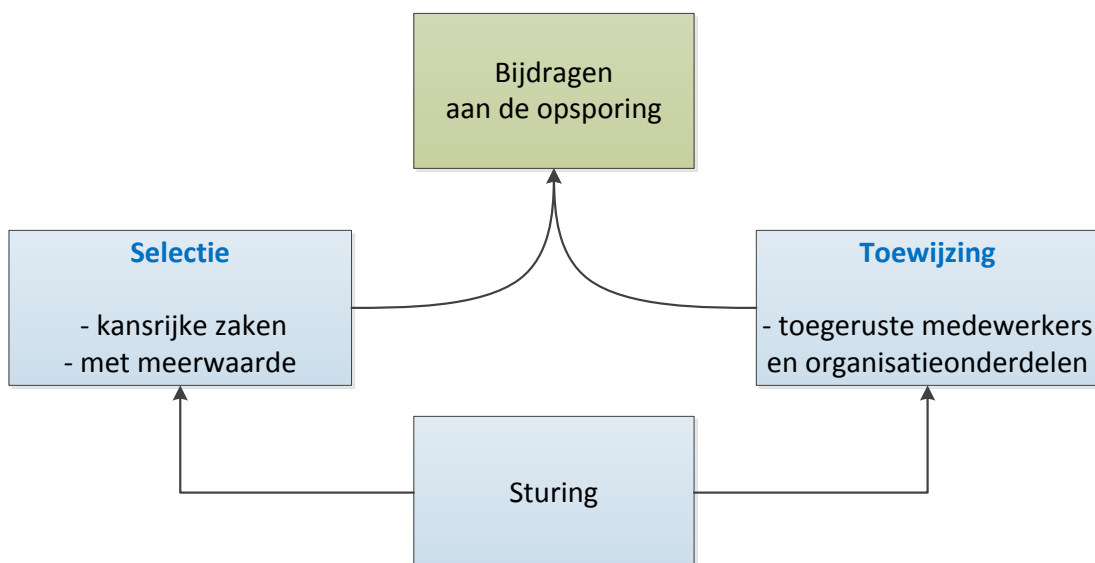 Bijdragen
aan de opsporing
Selectie
- kansrijke zaken
- met meerwaarde
Toewijzing
- toegeruste medewerkers
en organisatieonderdelen
Sturing